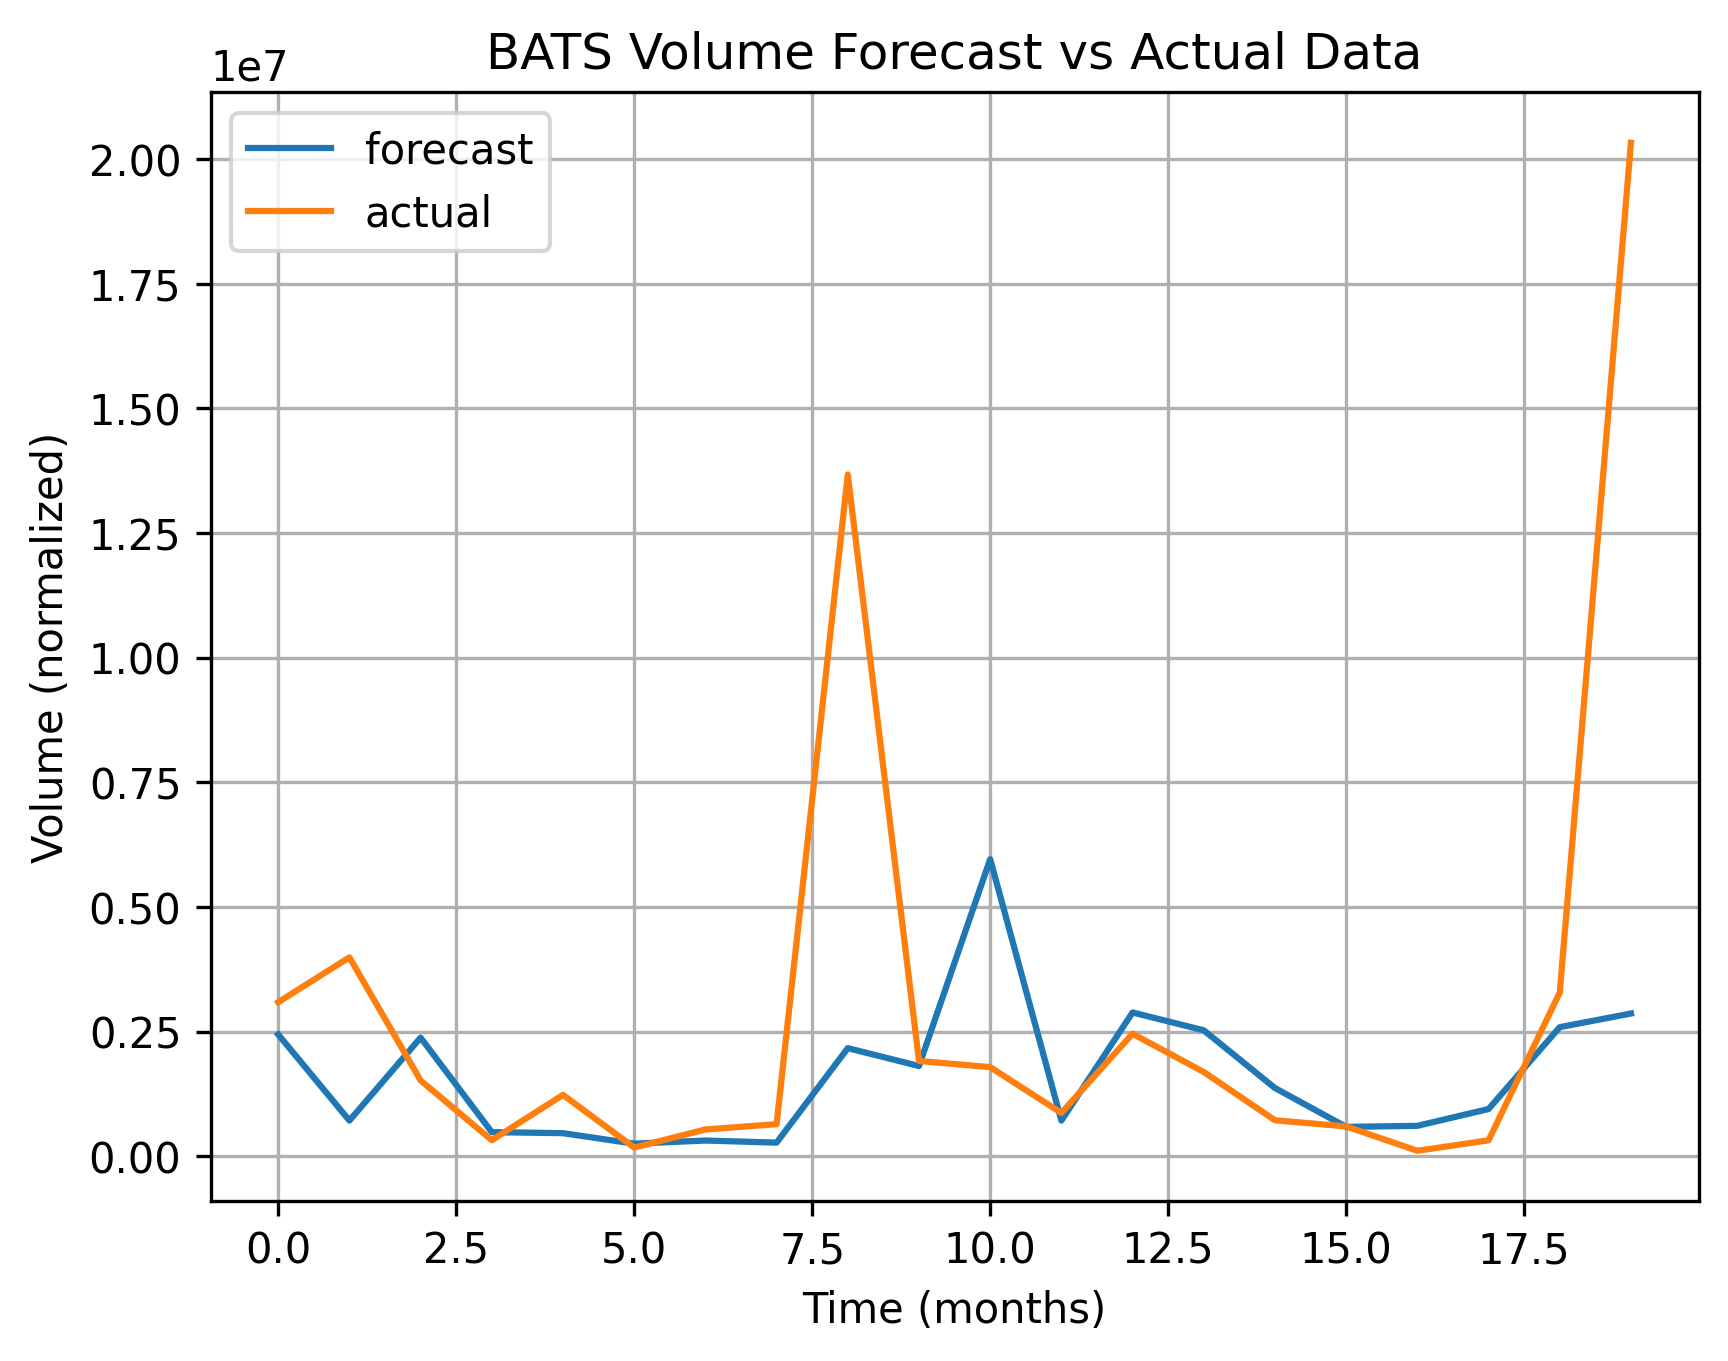 BATS Volume Forecast vs Actual Data
1e7
forecast
actual
2.00
1.75
1.50
1.25
1.00
0.75
0.50
0.25
0.00
Volume (normalized)
0.0 2.5 5.0 7.5 10.0 12.5 15.0 17.5
Time (months)